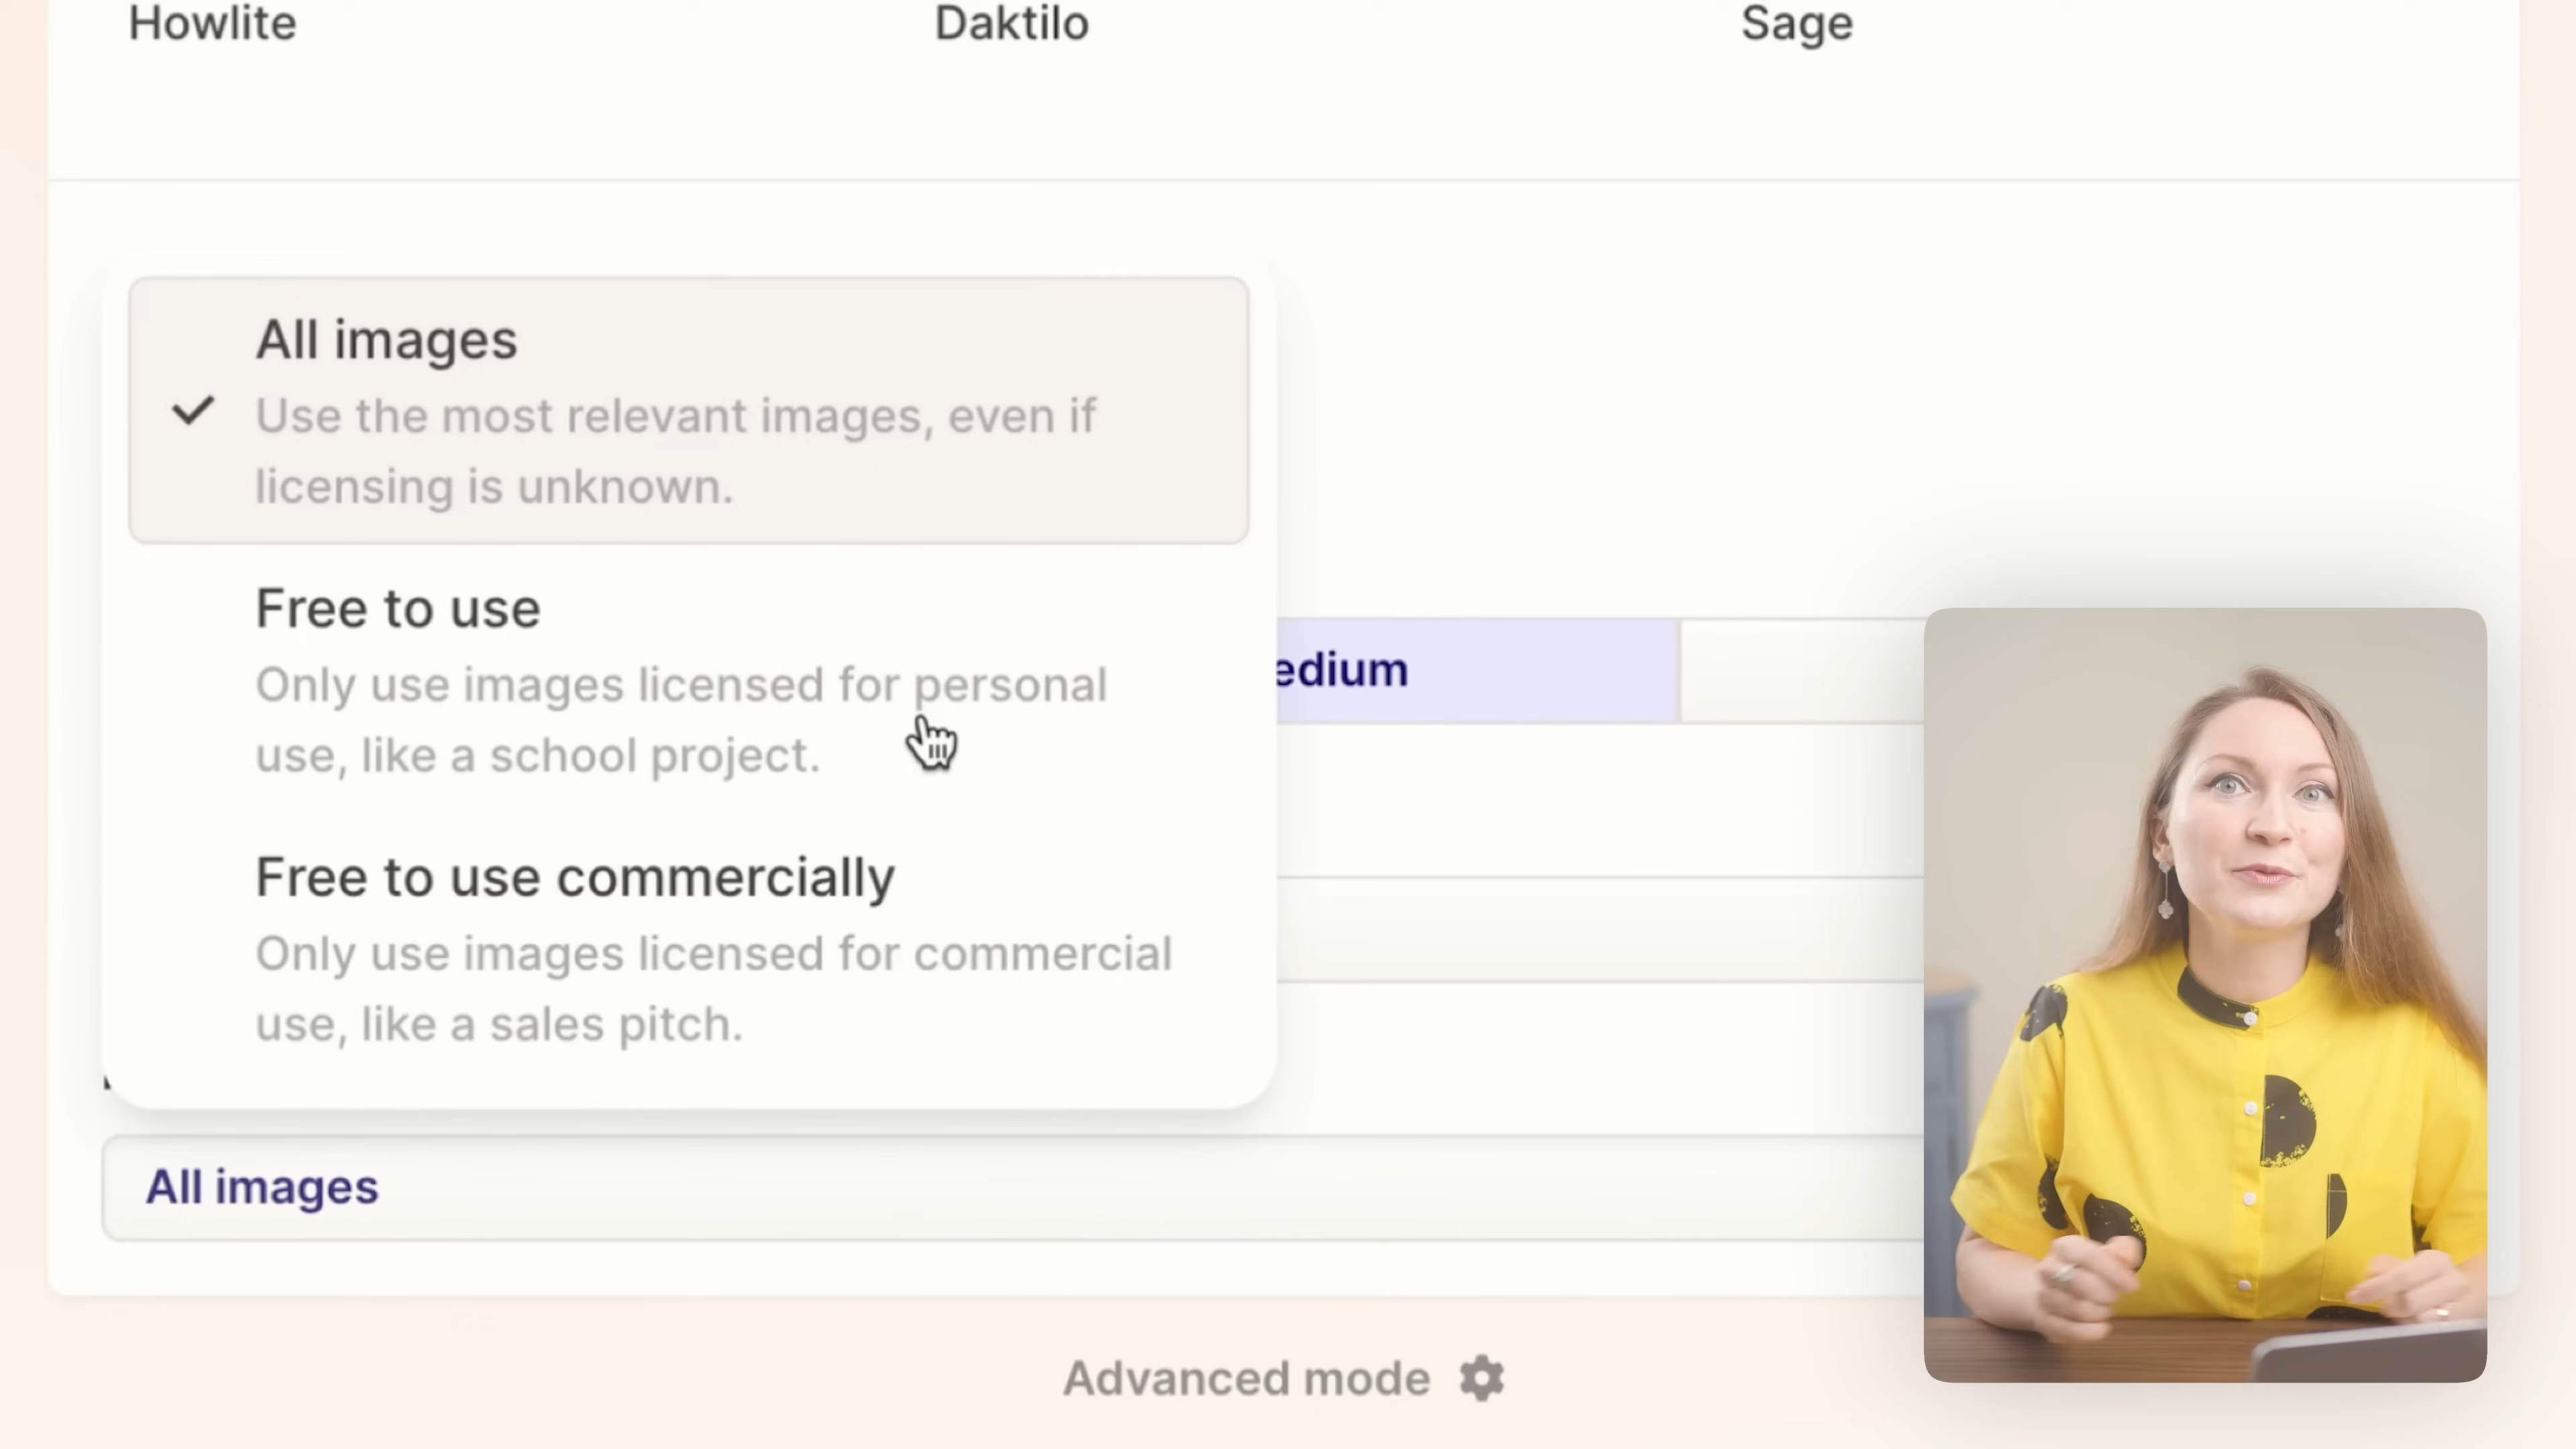 Howlite
Daktilo
Sage
All images
Use the most relevant images, even if
licensing is unknown.
Free to use
Only use images licensed for personal
use, like a school project.
edium
Free to use commercially
Only use images licensed for commercial
use, like a sales pitch.
All images
Advanced mode